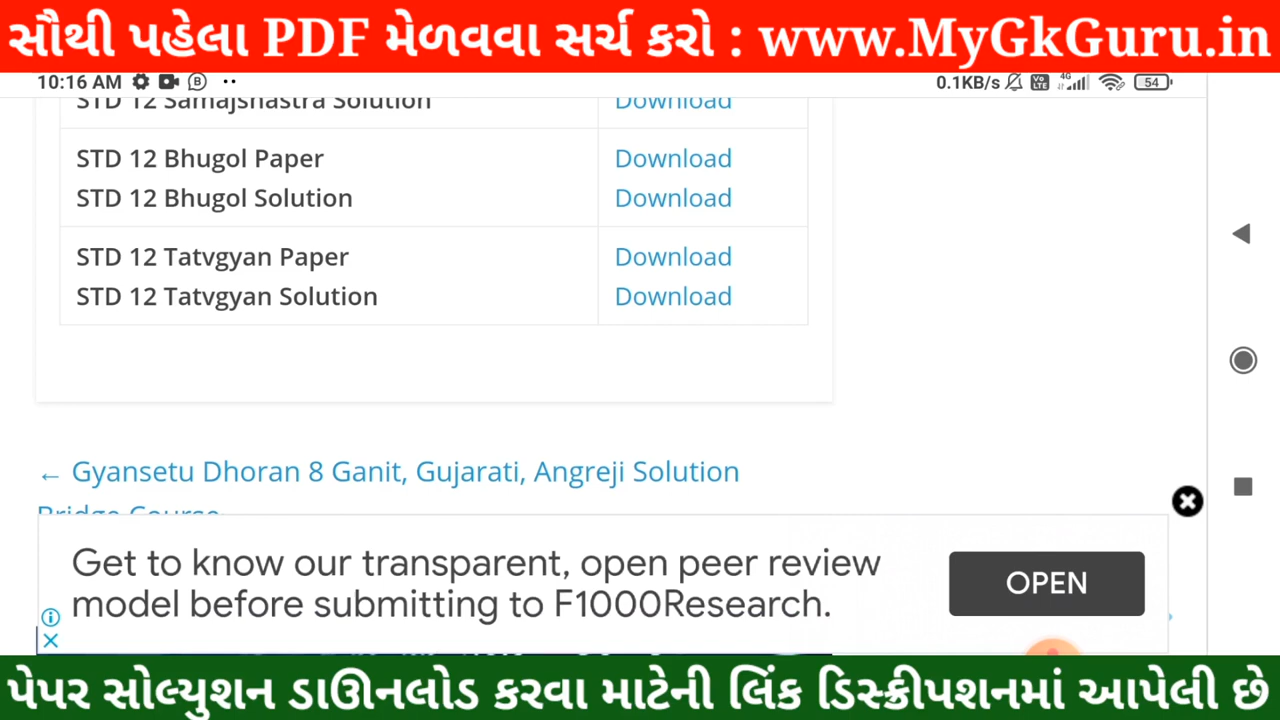 સૌથી પહેલા PDF મેળવવા સર્ચ કરો : www.MyGkGuru.in
10:16 AM
0.1KB/s Vo LTE 4G 54
STD 12 Samajshastra Solution Download
STD 12 Bhugol Paper Download
STD 12 Bhugol Solution Download
STD 12 Tatvgyan Paper Download
STD 12 Tatvgyan Solution Download
← Gyansetu Dhoran 8 Ganit, Gujarati, Angreji Solution
Bridge Course
Get to know our transparent, open peer review
model before submitting to F1000Research.
OPEN
પેપર સોલ્યુશન ડાઊનલોડ કરવા માટેની લિંક ડિસ્ક્રીપશનમાં આપેલી છે